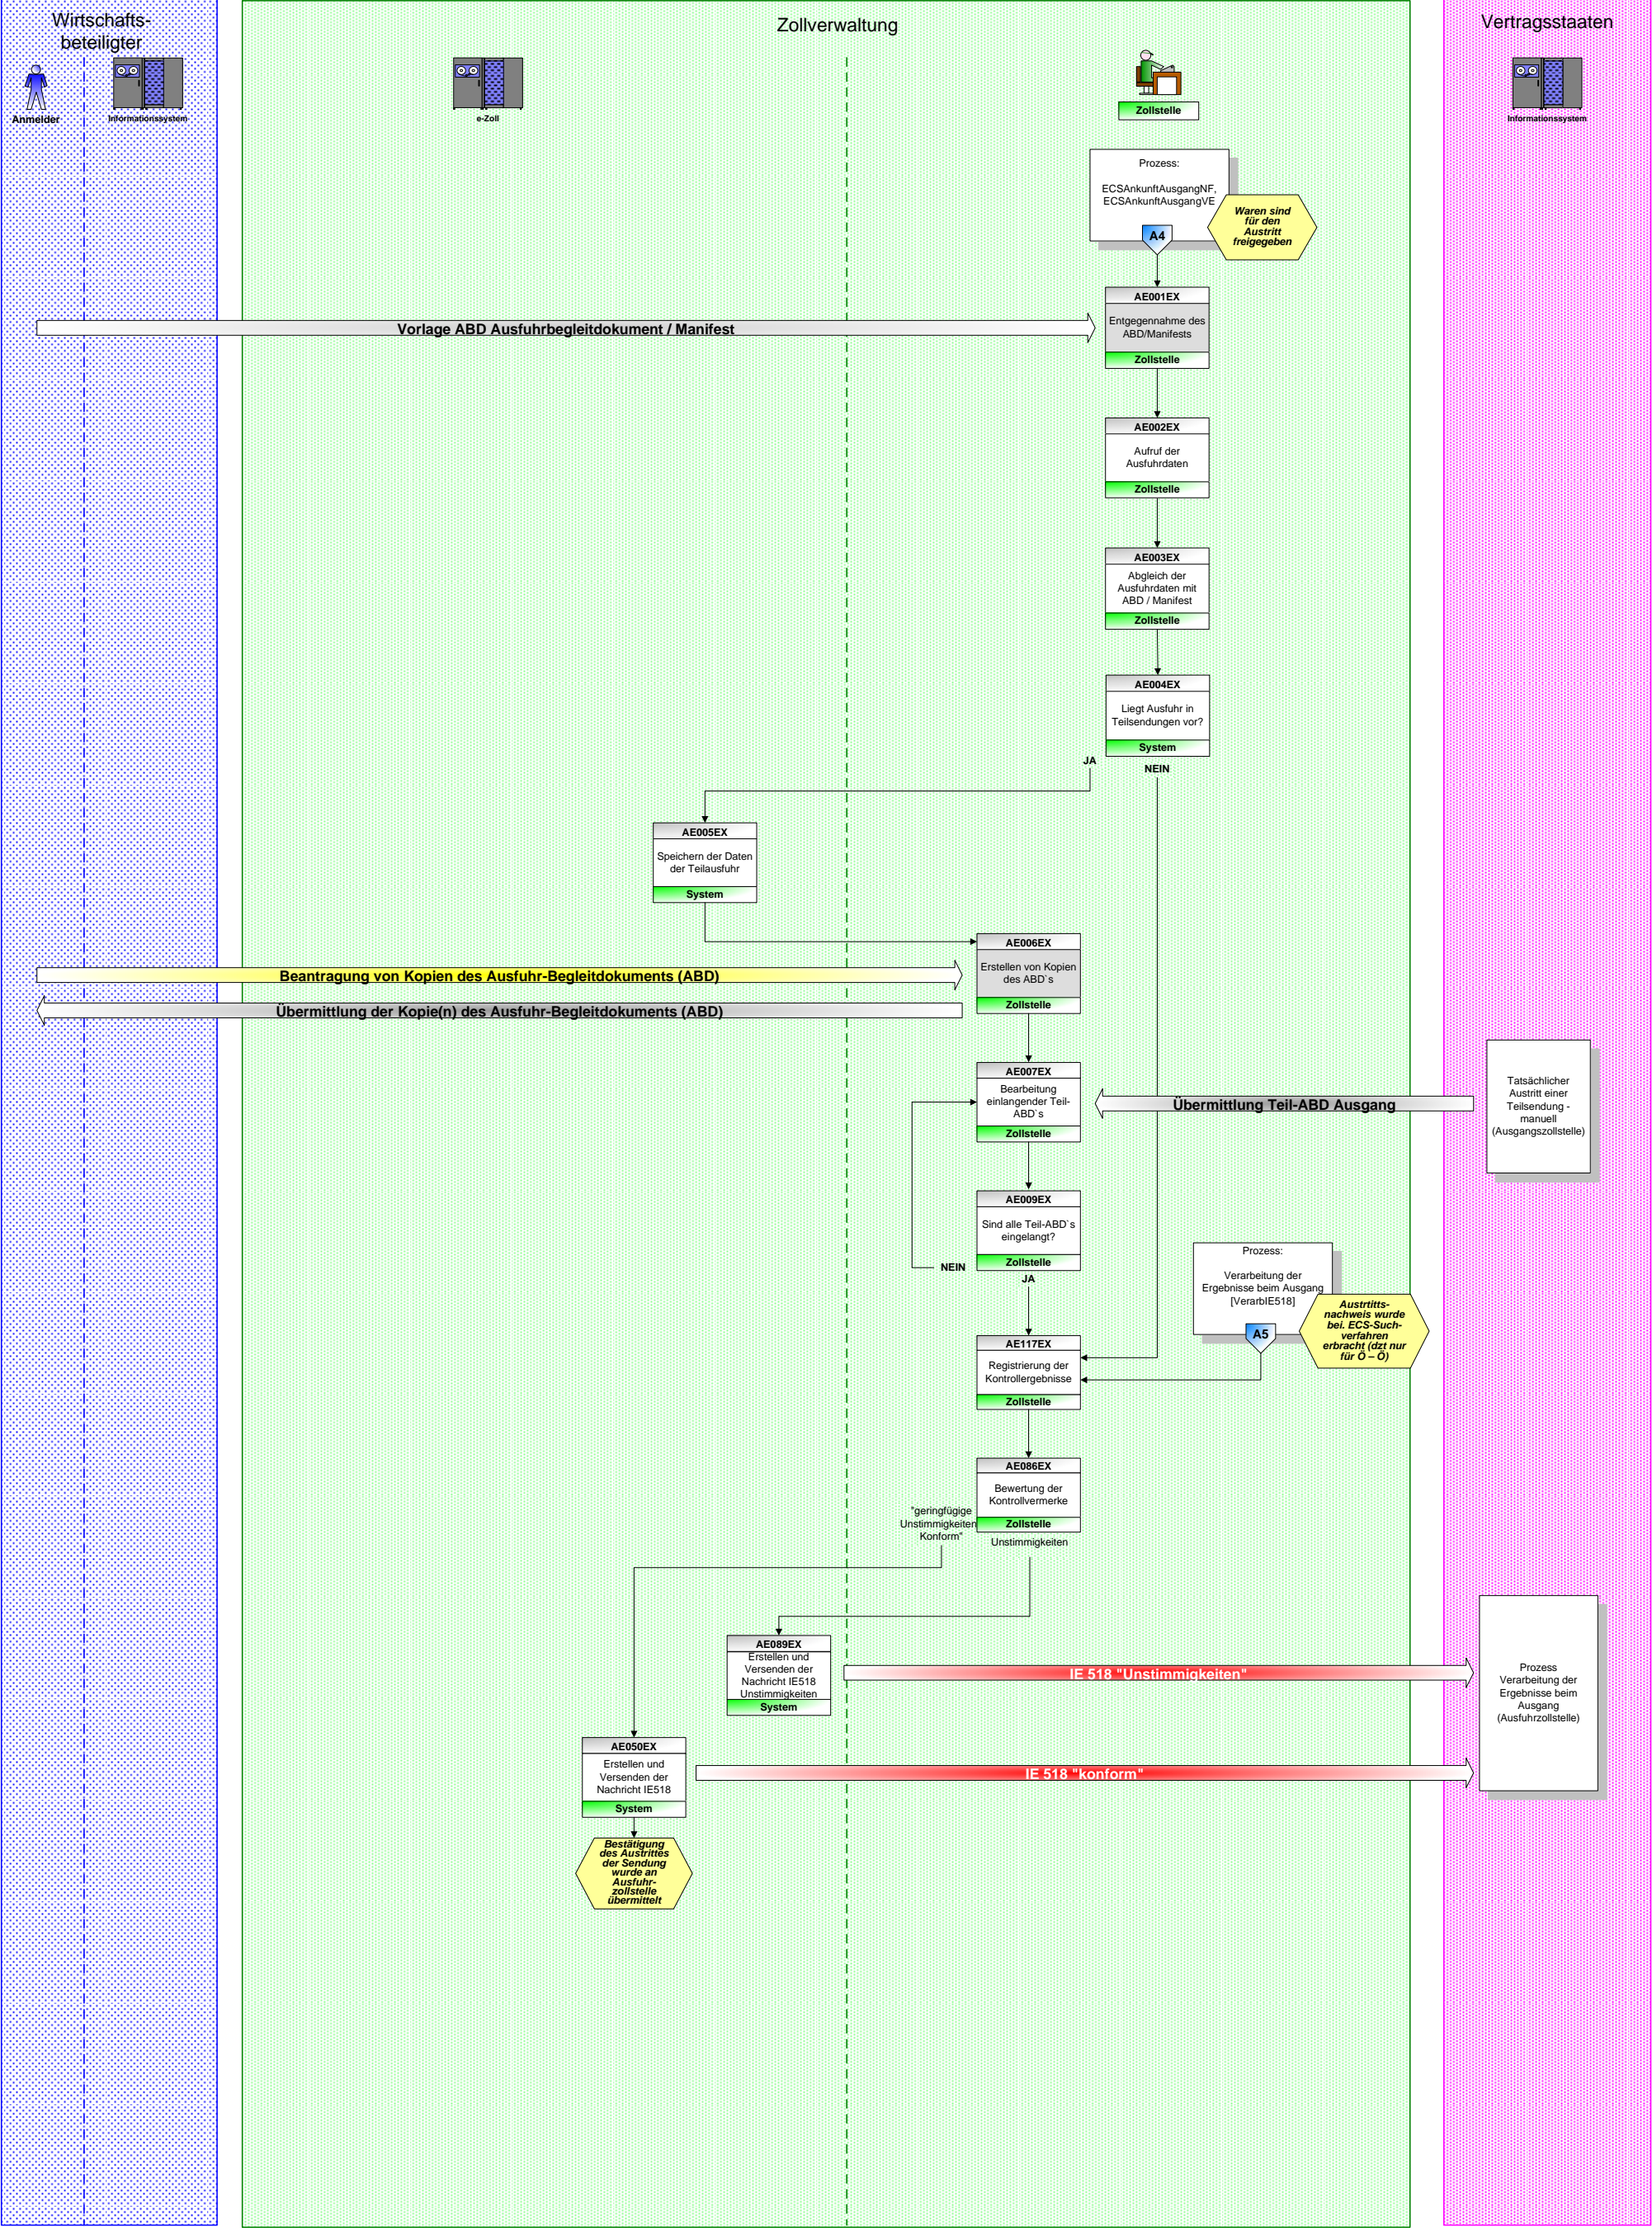 Wirtschafts-
beteiligter
Zollverwaltung
Vertragsstaaten
Anmelder
Informationssystem
e-Zoll
Zollstelle
Informationssystem
Prozess:
ECSAnkunftAusgangNF,
ECSAnkunftAusgangVE
A4
Waren sind
für den
Austritt
freigegeben
AE001EX
Entgegennahme des
ABD/Manifests
Zollstelle
Vorlage ABD Ausfuhrbegleitdokument / Manifest
AE002EX
Aufruf der
Ausfuhrdaten
Zollstelle
AE003EX
Abgleich der
Ausfuhrdaten mit
ABD / Manifest
Zollstelle
AE004EX
Liegt Ausfuhr in
Teilsendungen vor?
System
JA
NEIN
AE005EX
Speichern der Daten
der Teilausfuhr
System
AE006EX
Erstellen von Kopien
des ABD`s
Zollstelle
Beantragung von Kopien des Ausfuhr-Begleitdokuments (ABD)
Übermittlung der Kopie(n) des Ausfuhr-Begleitdokuments (ABD)
AE007EX
Bearbeitung
einlangender Teil-
ABD`s
Zollstelle
Übermittlung Teil-ABD Ausgang
Tatsächlicher
Austritt einer
Teilsendung -
manuell
(Ausgangszollstelle)
AE009EX
Sind alle Teil-ABD`s
eingelangt?
Zollstelle
NEIN
JA
Prozess:
Verarbeitung der
Ergebnisse beim Ausgang
[VerarbIE518]
A5
Austrtitts-
nachweis wurde
bei. ECS-Such-
verfahren
erbracht (dzt nur
für Ö – Ö)
AE117EX
Registrierung der
Kontrollergebnisse
Zollstelle
AE086EX
Bewertung der
Kontrollvermerke
Zollstelle
"geringfügige
Unstimmigkeiten
Konform"
Unstimmigkeiten
AE089EX
Erstellen und
Versenden der
Nachricht IE518
Unstimmigkeiten
System
IE 518 "Unstimmigkeiten"
Prozess
Verarbeitung der
Ergebnisse beim
Ausgang
(Ausfuhrzollstelle)
AE050EX
Erstellen und
Versenden der
Nachricht IE518
System
IE 518 "konform"
Bestätigung
des Austrittes
der Sendung
wurde an
Ausfuhr-
zollstelle
übermittelt